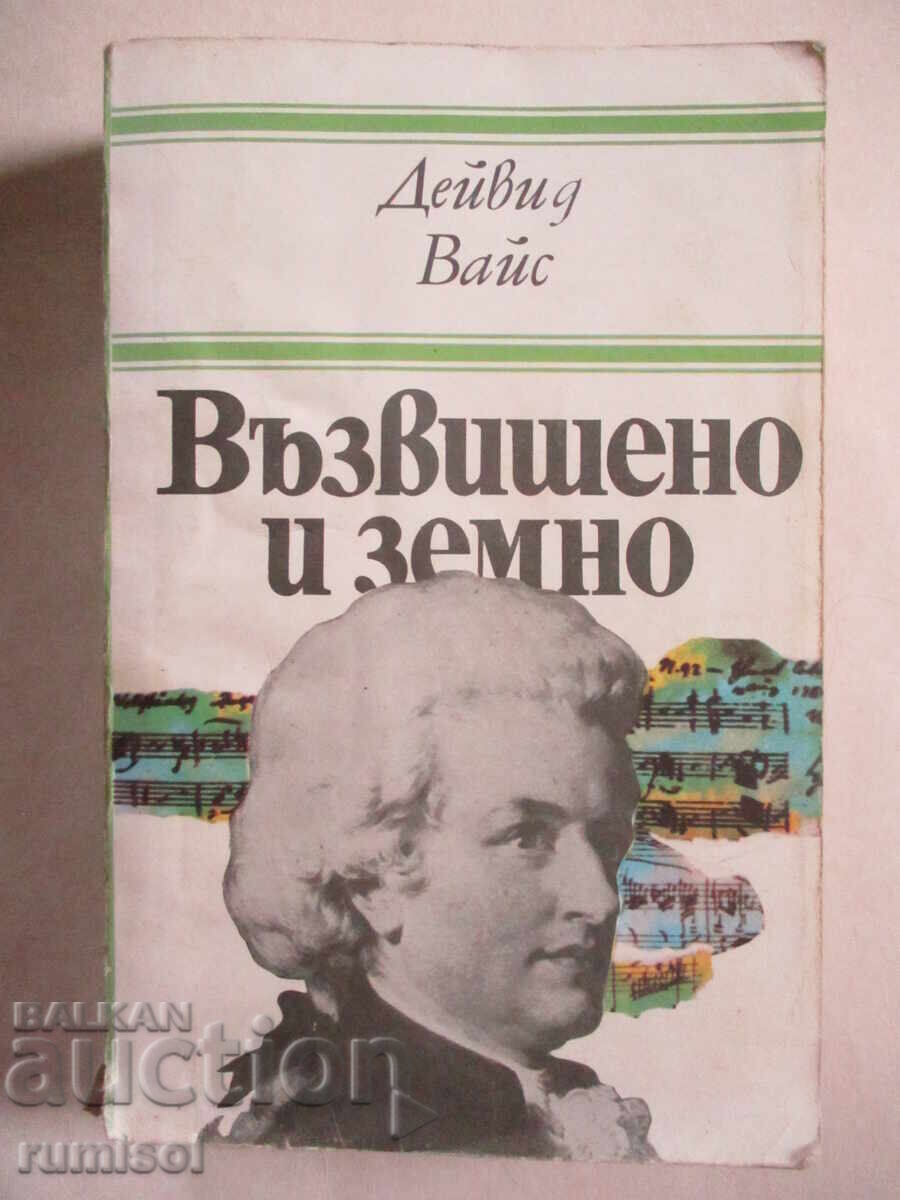 Дейвид
Вайс
Възвишено
и земно
BALKAN
auction
rumisol